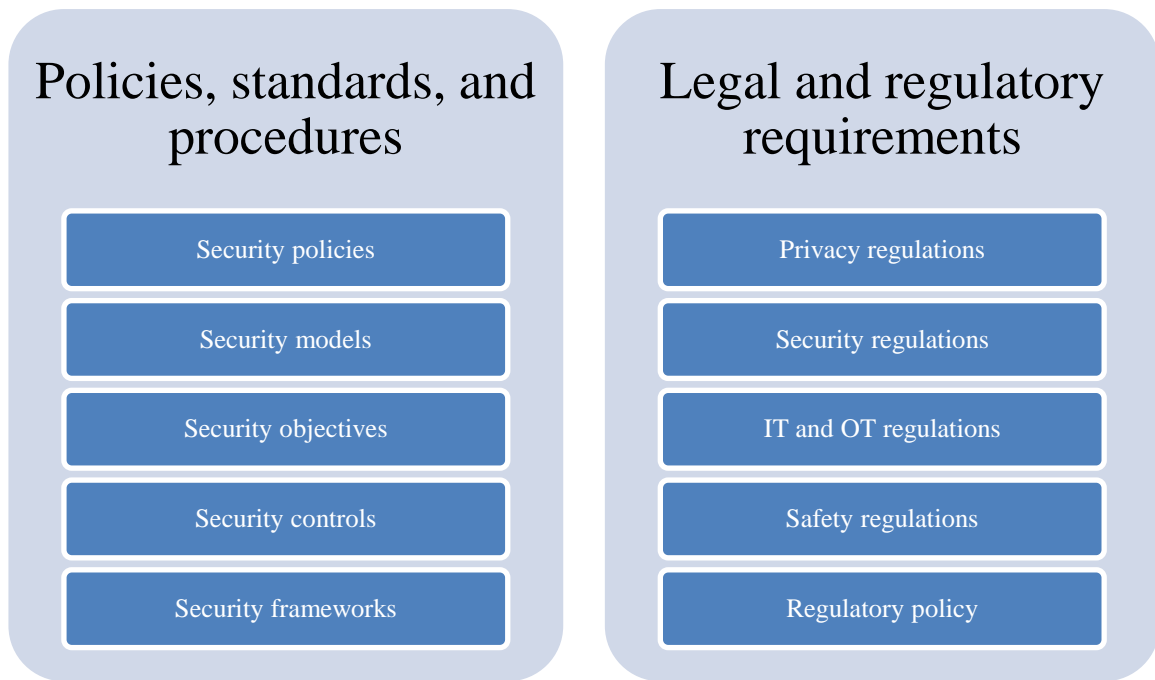 Policies, standards, and
procedures
Security policies
Security models
Security objectives
Security controls
Security frameworks
Legal and regulatory
requirements
Privacy regulations
Security regulations
IT and OT regulations
Safety regulations
Regulatory policy